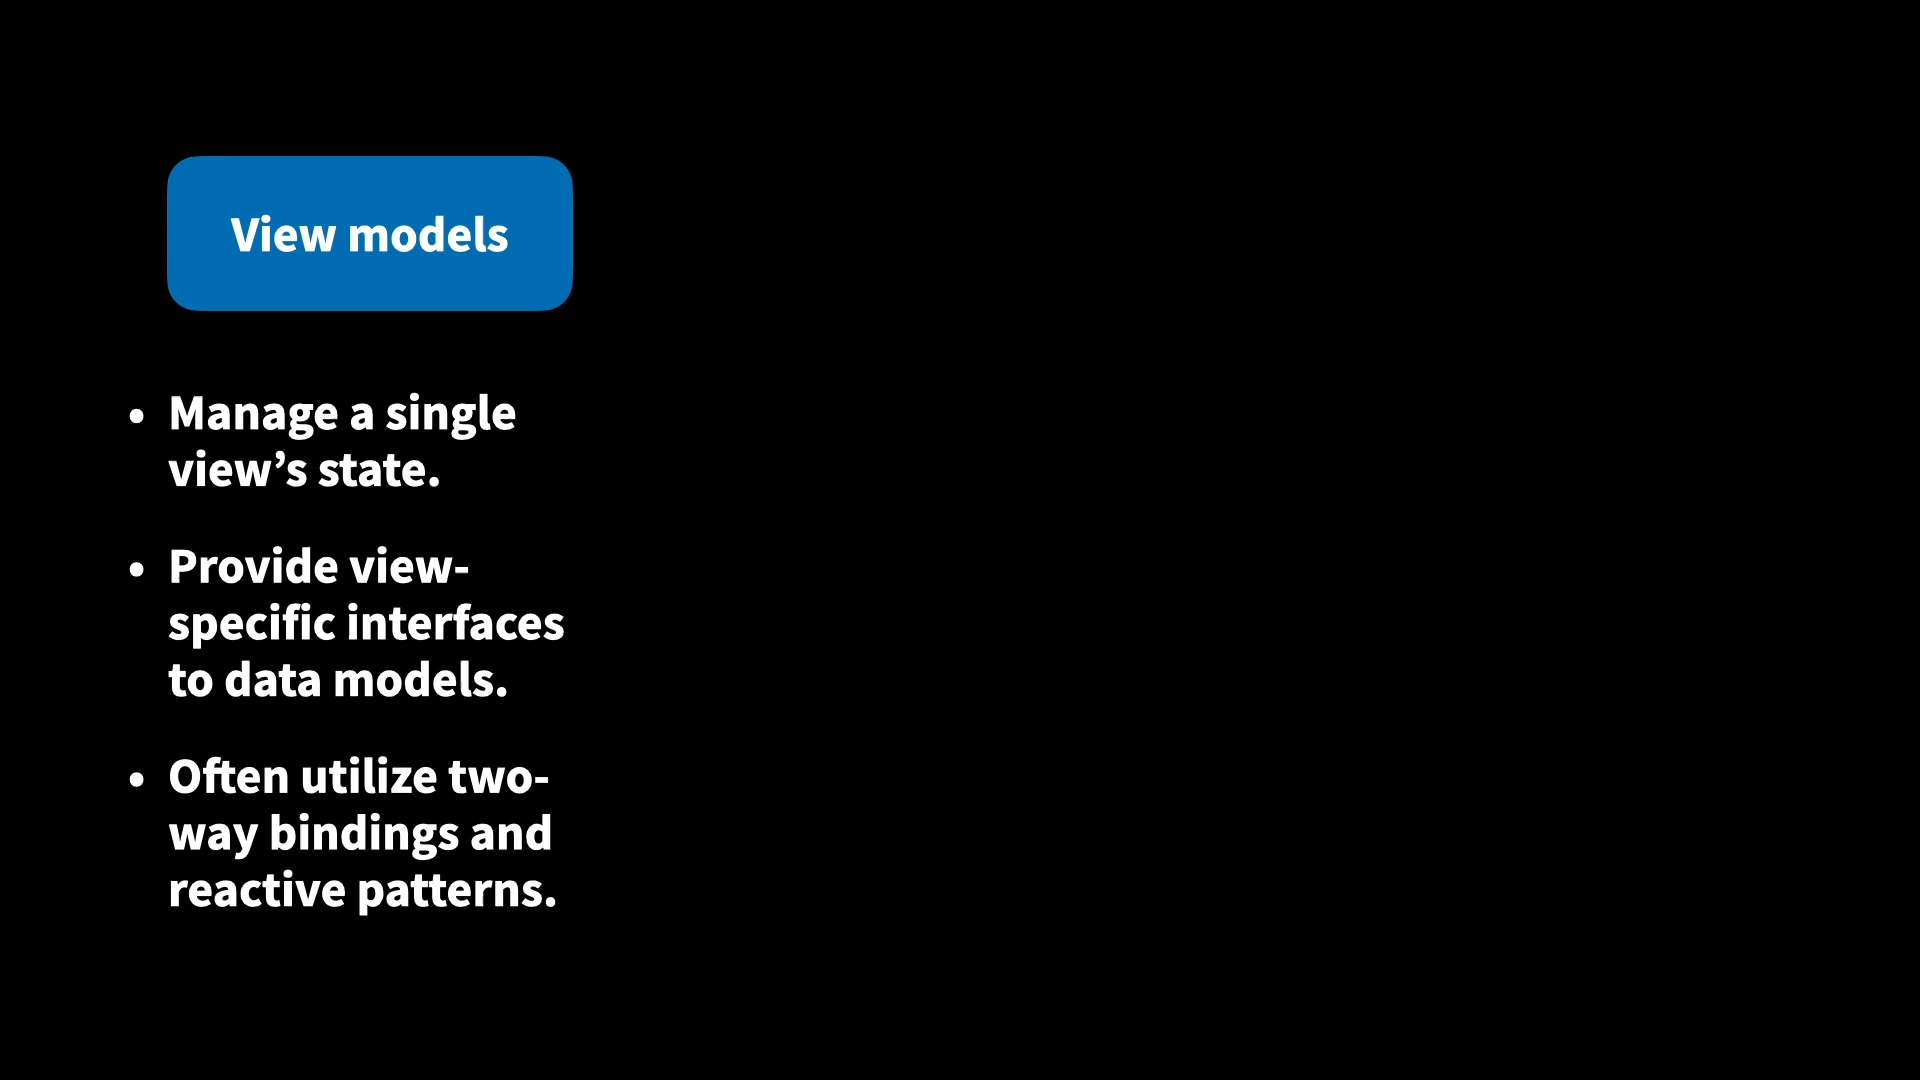 View models
• Manage a single
view’s state.
• Provide view-
specific interfaces
to data models.
• Often utilize two-
way bindings and
reactive patterns.